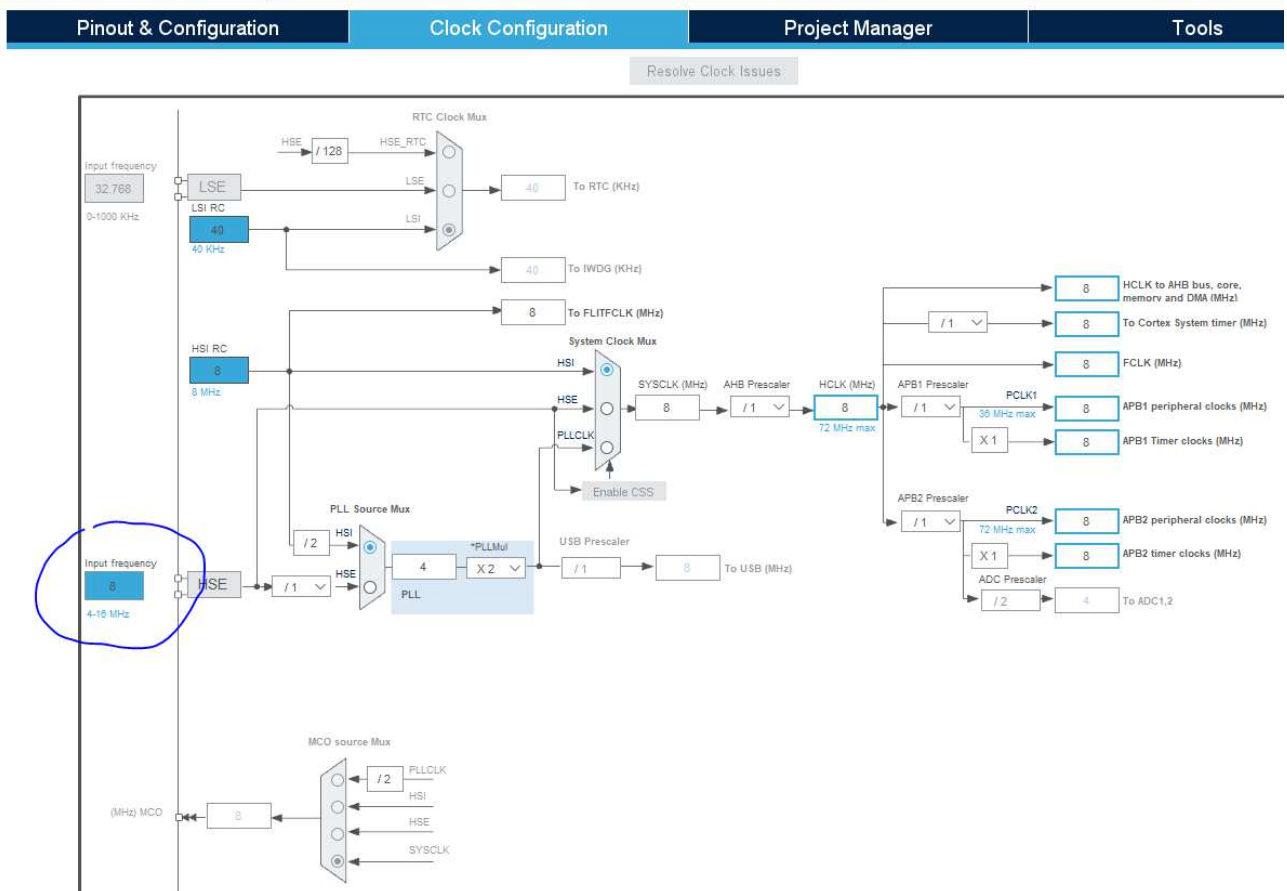 Pinout & Configuration
Clock Configuration
Project Manager
Tools
Resolve Clock Issues
RTC Clock Mux
HSE
/ 128
HSE_RTC
Input frequency
32.768
0-1000 KHz
LSE
LSE
40
To RTC (KHz)
LSI RC
40
40 KHz
LSI
40
To IWDG (KHz)
8
To FLITFCLK (MHz)
HSI RC
8
8 MHz
System Clock Mux
HSI
HSE
PLLCLK
Enable CSS
SYSCLK (MHz)
8
AHB Prescaler
/ 1
HCLK (MHz)
8
72 MHz max
8
HCLK to AHB bus, core,
memory and DMA (MHz)
/ 1
8
To Cortex System timer (MHz)
8
FCLK (MHz)
APB1 Prescaler
/ 1
PCLK1
36 MHz max
8
APB1 peripheral clocks (MHz)
X 1
8
APB1 Timer clocks (MHz)
APB2 Prescaler
/ 1
PCLK2
72 MHz max
8
APB2 peripheral clocks (MHz)
X 1
8
APB2 timer clocks (MHz)
ADC Prescaler
/ 2
4
To ADC1,2
PLL Source Mux
/ 2
HSI
HSE
4
*PLLMul
X 2
PLL
USB Prescaler
/ 1
8
To USB (MHz)
Input frequency
8
4-16 MHz
HSE
/ 1
MCO source Mux
/ 2
PLLCLK
HSI
HSE
SYSCLK
(MHz) MCO
8